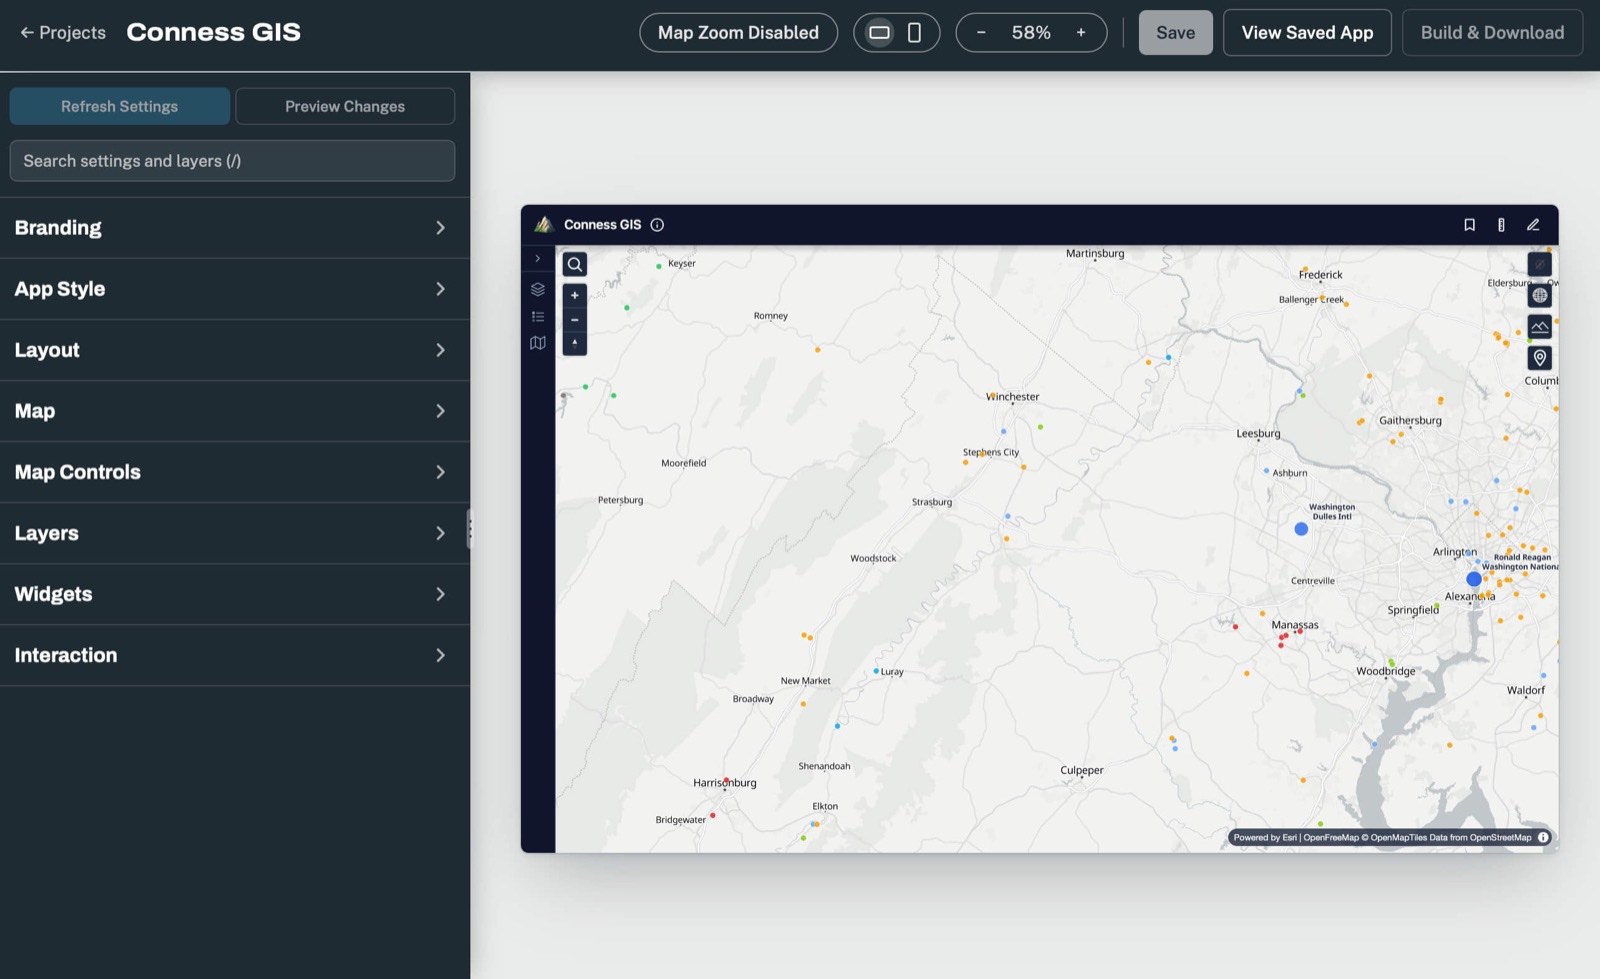 Projects
Conness GIS
Map Zoom Disabled
58%
Save
View Saved App
Build & Download
Refresh Settings
Preview Changes
Search settings and layers (/)
Branding
App Style
Layout
Map
Map Controls
Layers
Widgets
Interaction
Conness GIS
Martinsburg
Keyser
Frederick
Ballenger Creek
Romney
Winchester
Gaithersburg
Leesburg
Stephens City
Moorefield
Ashburn
Petersburg
Strasburg
Washington
Dulles Intl
Woodstock
Arlington
Ronald Reagan
Washington Nationa
Centreville
Alexandria
Springfield
Manassas
Luray
Woodbridge
New Market
Waldorf
Broadway
Shenandoah
Culpeper
Harrisonburg
Elkton
Bridgewater
Powered by Esri | OpenFreeMap © OpenMapTiles Data from OpenStreetMap